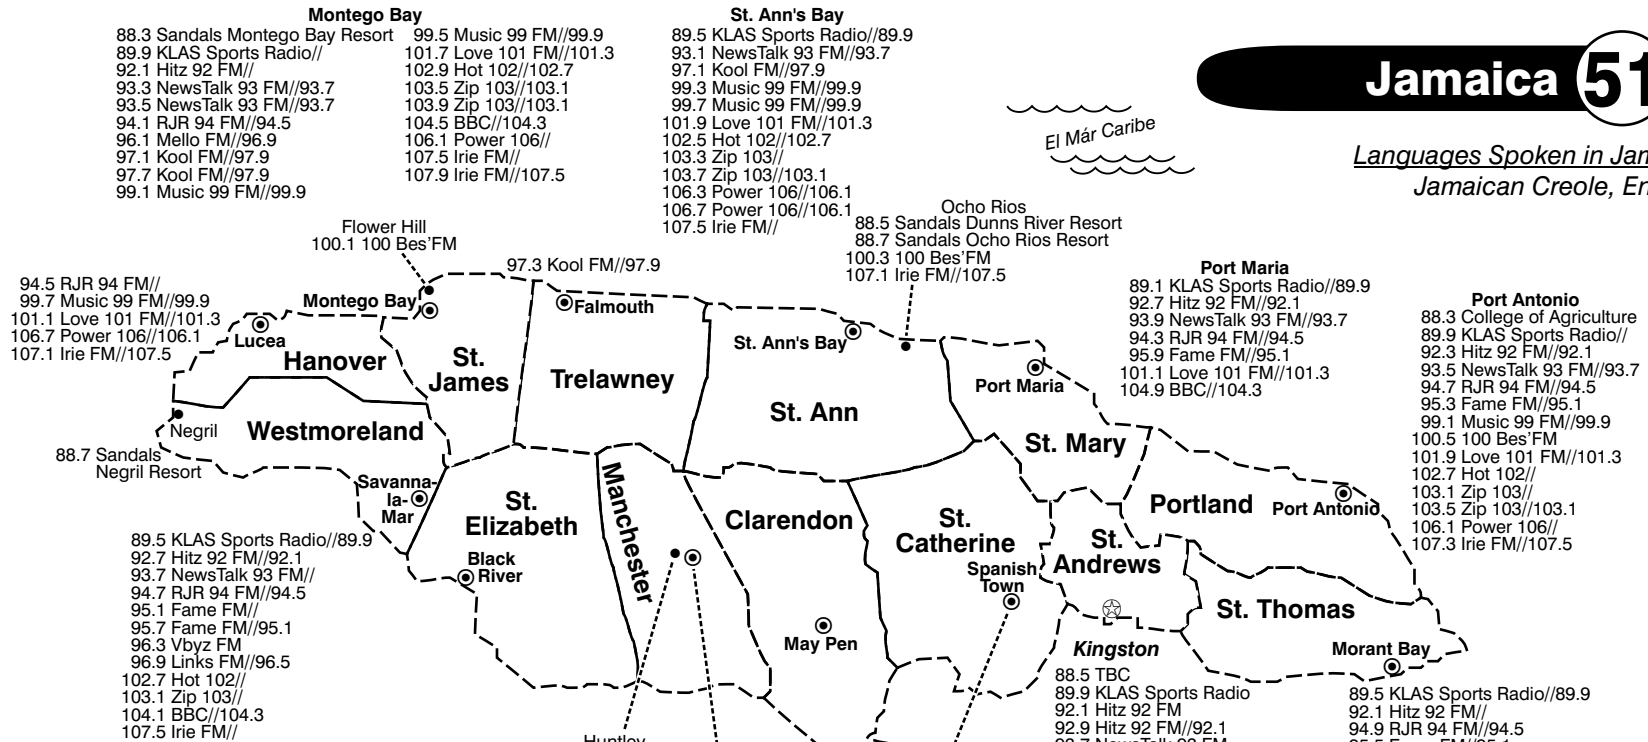 Montego Bay
88.3 Sandals Montego Bay Resort
89.9 KLAS Sports Radio//
92.1 Hitz 92 FM//
93.3 NewsTalk 93 FM//93.7
93.5 NewsTalk 93 FM//93.7
94.1 RJR 94 FM//94.5
96.1 Mello FM//96.9
97.1 Kool FM//97.9
97.7 Kool FM//97.9
99.1 Music 99 FM//99.9
99.5 Music 99 FM//99.9
101.7 Love 101 FM//101.3
102.9 Hot 102//102.7
103.5 Zip 103//103.1
103.9 Zip 103//103.1
104.5 BBC//104.3
106.1 Power 106//
107.5 Irie FM//
107.9 Irie FM//107.5
St. Ann's Bay
89.5 KLAS Sports Radio//89.9
93.1 NewsTalk 93 FM//93.7
97.1 Kool FM//97.9
99.3 Music 99 FM//99.9
99.7 Music 99 FM//99.9
101.9 Love 101 FM//101.3
102.5 Hot 102//102.7
103.3 Zip 103//
103.7 Zip 103//103.1
106.3 Power 106//106.1
106.7 Power 106//106.1
107.5 Irie FM//
Jamaica 51
El Már Caribe
Languages Spoken in
Jamaican Creole,
Flower Hill
100.1 100 Bes'FM
97.3 Kool FM//97.9
Ocho Rios
88.5 Sandals Dunns River Resort
88.7 Sandals Ocho Rios Resort
100.3 100 Bes'FM
107.1 Irie FM//107.5
Port Maria
89.1 KLAS Sports Radio//89.9
92.7 Hitz 92 FM//92.1
93.9 NewsTalk 93 FM//93.7
94.3 RJR 94 FM//94.5
95.9 Fame FM//95.1
101.1 Love 101 FM//101.3
104.9 BBC//104.3
Port Antonio
88.3 College of Agriculture
89.9 KLAS Sports Radio//
92.3 Hitz 92 FM//92.1
93.5 NewsTalk 93 FM//93.7
94.7 RJR 94 FM//94.5
95.3 Fame FM//95.1
99.1 Music 99 FM//99.9
100.5 100 Bes'FM
101.9 Love 101 FM//101.3
102.7 Hot 102//
103.1 Zip 103//
103.5 Zip 103//103.1
106.1 Power 106//
107.3 Irie FM//107.5
94.5 RJR 94 FM//
99.7 Music 99 FM//99.9
101.1 Love 101 FM//101.3
106.7 Power 106//106.1
107.1 Irie FM//107.5
Montego Bay
Lucea
Hanover
St.
James
Falmouth
Trelawney
St. Ann's Bay
St. Ann
Port Maria
St. Mary
Negril
Westmoreland
88.7 Sandals
Negril Resort
Savanna-
la-
Mar
St.
Elizabeth
Black
River
Manchester
Clarendon
May Pen
St.
Catherine
Spanish
Town
St.
Andrews
Portland
Port Antonio
St. Thomas
Morant Bay
Kingston
89.5 KLAS Sports Radio//89.9
92.7 Hitz 92 FM//92.1
93.7 NewsTalk 93 FM//
94.7 RJR 94 FM//94.5
95.1 Fame FM//
95.7 Fame FM//95.1
96.3 Vbyz FM
96.9 Links FM//96.5
102.7 Hot 102//
103.1 Zip 103//
104.1 BBC//104.3
107.5 Irie FM//
Huntley
88.5 TBC
89.9 KLAS Sports Radio
92.1 Hitz 92 FM
92.9 Hitz 92 FM//92.1
89.5 KLAS Sports Radio//89.9
92.1 Hitz 92 FM//
94.9 RJR 94 FM//94.5